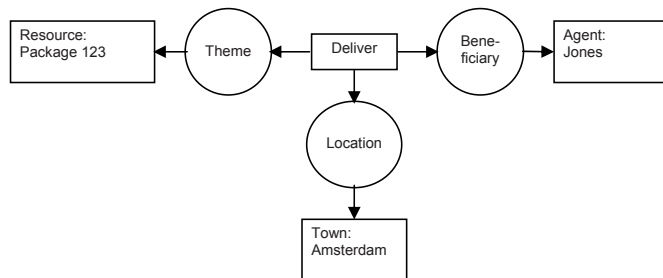 Resource:
Package 123
Theme
Deliver
Bene-
ficiary
Agent:
Jones
Location
Town:
Amsterdam